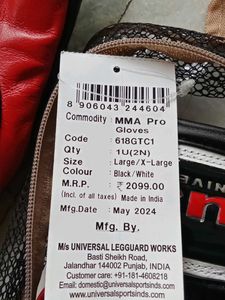 8 906043 244604
Commodity : MMA Pro
Gloves
Code : 618GTC1
Qty : 1U(2N)
Size : Large/X-Large
Colour : Black/White
M.R.P. : ₹ 2099.00
(Incl. of all taxes) Made in India
Mfg.Date : May 2024
Mfg. By.
M/s UNIVERSAL LEGGUARD WORKS
Basti Sheikh Road,
Jalandhar 144002 Punjab, INDIA
Customer Care: +91-181-4608218
Email: domestic@universalsportsinds.com
www.universalsportsinds.com